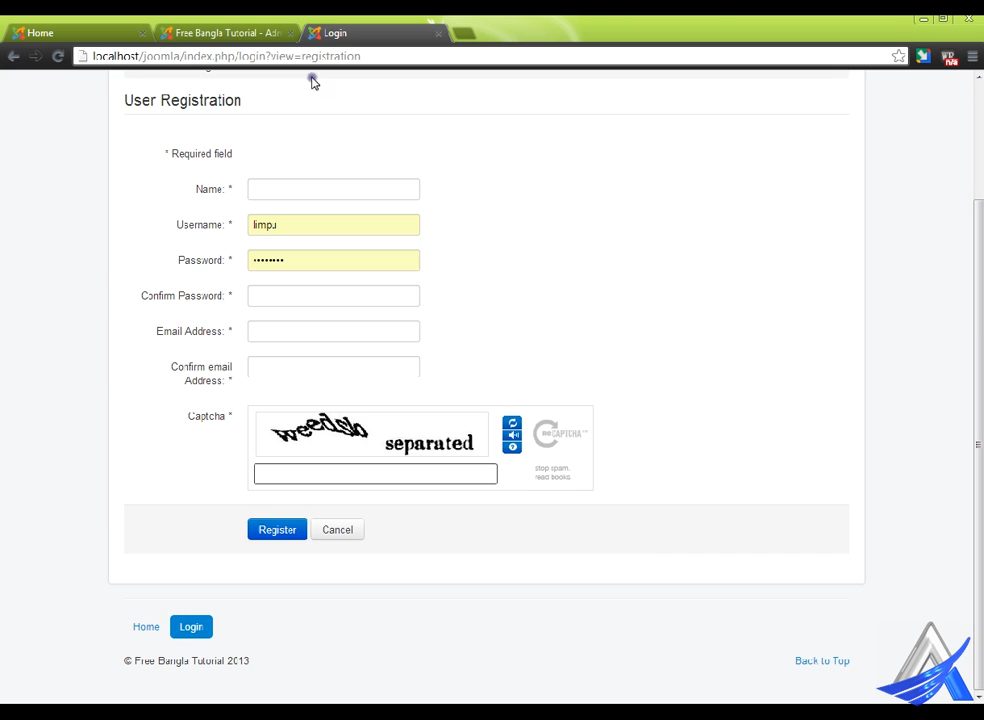 Home
Free Bangla Tutorial - Adm
Login
localhost/joomla/index.php/login?view=registration
User Registration
* Required field
Name: *
Username: *
limpu
Password: *
••••••••
Confirm Password: *
Email Address: *
Confirm email
Address: *
Captcha *
separated
reCAPTCHA™
stop spam.
read books.
Register
Cancel
Home
Login
© Free Bangla Tutorial 2013
Back to Top